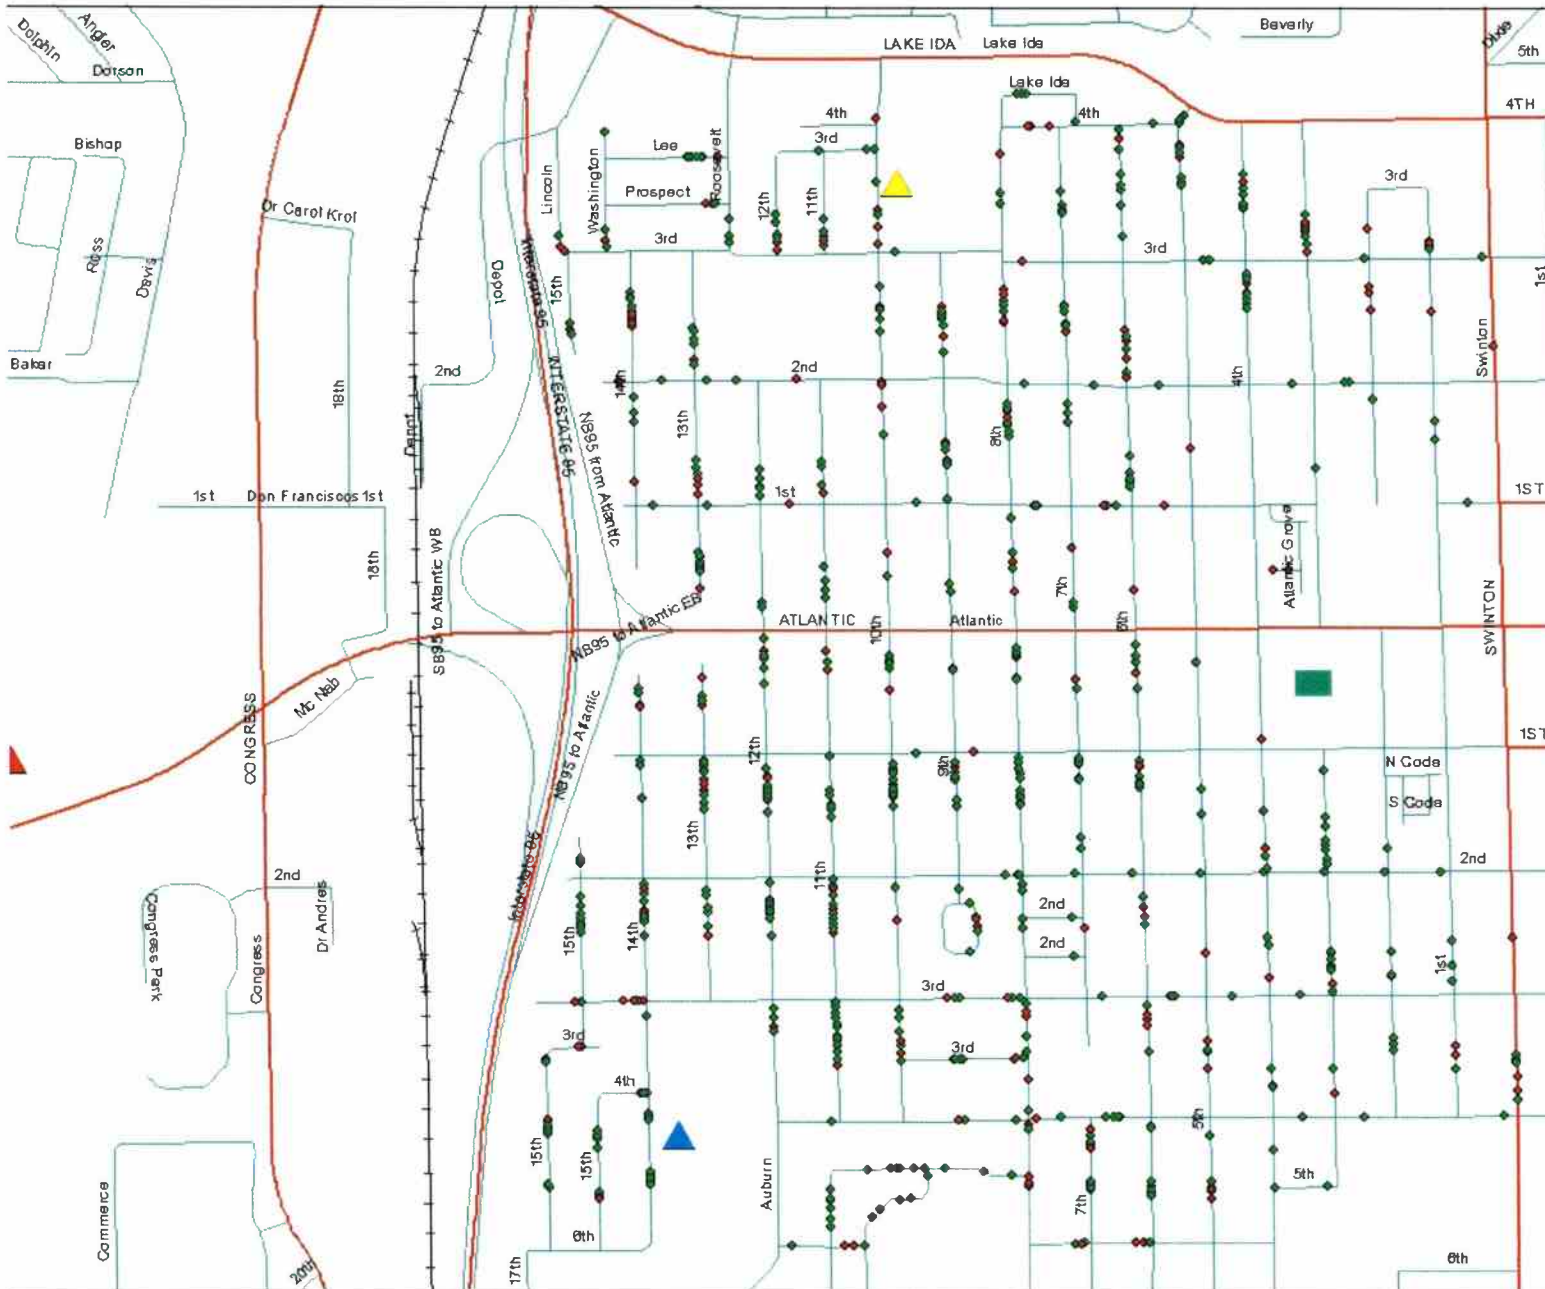 Dolphin
Angler
Dotson
LAKE IDA
Lake Ida
Beverly
Dixie
5th
4TH
Lake Ida
4th
4th
3rd
Bishop
Lee
Roosevelt
Lincoln
Washington
Prospect
12th
11th
3rd
Dr Carol Krol
3rd
3rd
Ross
Davis
Depot
Interstate 95
15th
1st
Baker
18th
2nd
INTERSTATE 95
14th
2nd
4th
Swinton
Depot
NB95 from Atlantic
13th
8th
1st
Don Franciscos
1st
1st
1ST
SB95 to Atlantic WB
18th
Atlantic Grove
7th
NB95 to Atlantic EB
ATLANTIC
Atlantic
10th
6th
SWINTON
Mc Nab
CONGRESS
NB95 to Atlantic
12th
9th
1ST
N Coda
S Coda
13th
11th
2nd
2nd
Interstate 95
Congress Park
Congress
Dr Andres
15th
14th
2nd
2nd
1st
3rd
3rd
3rd
4th
5th
15th
15th
Auburn
7th
5th
Commerce
20th
17th
6th
6th